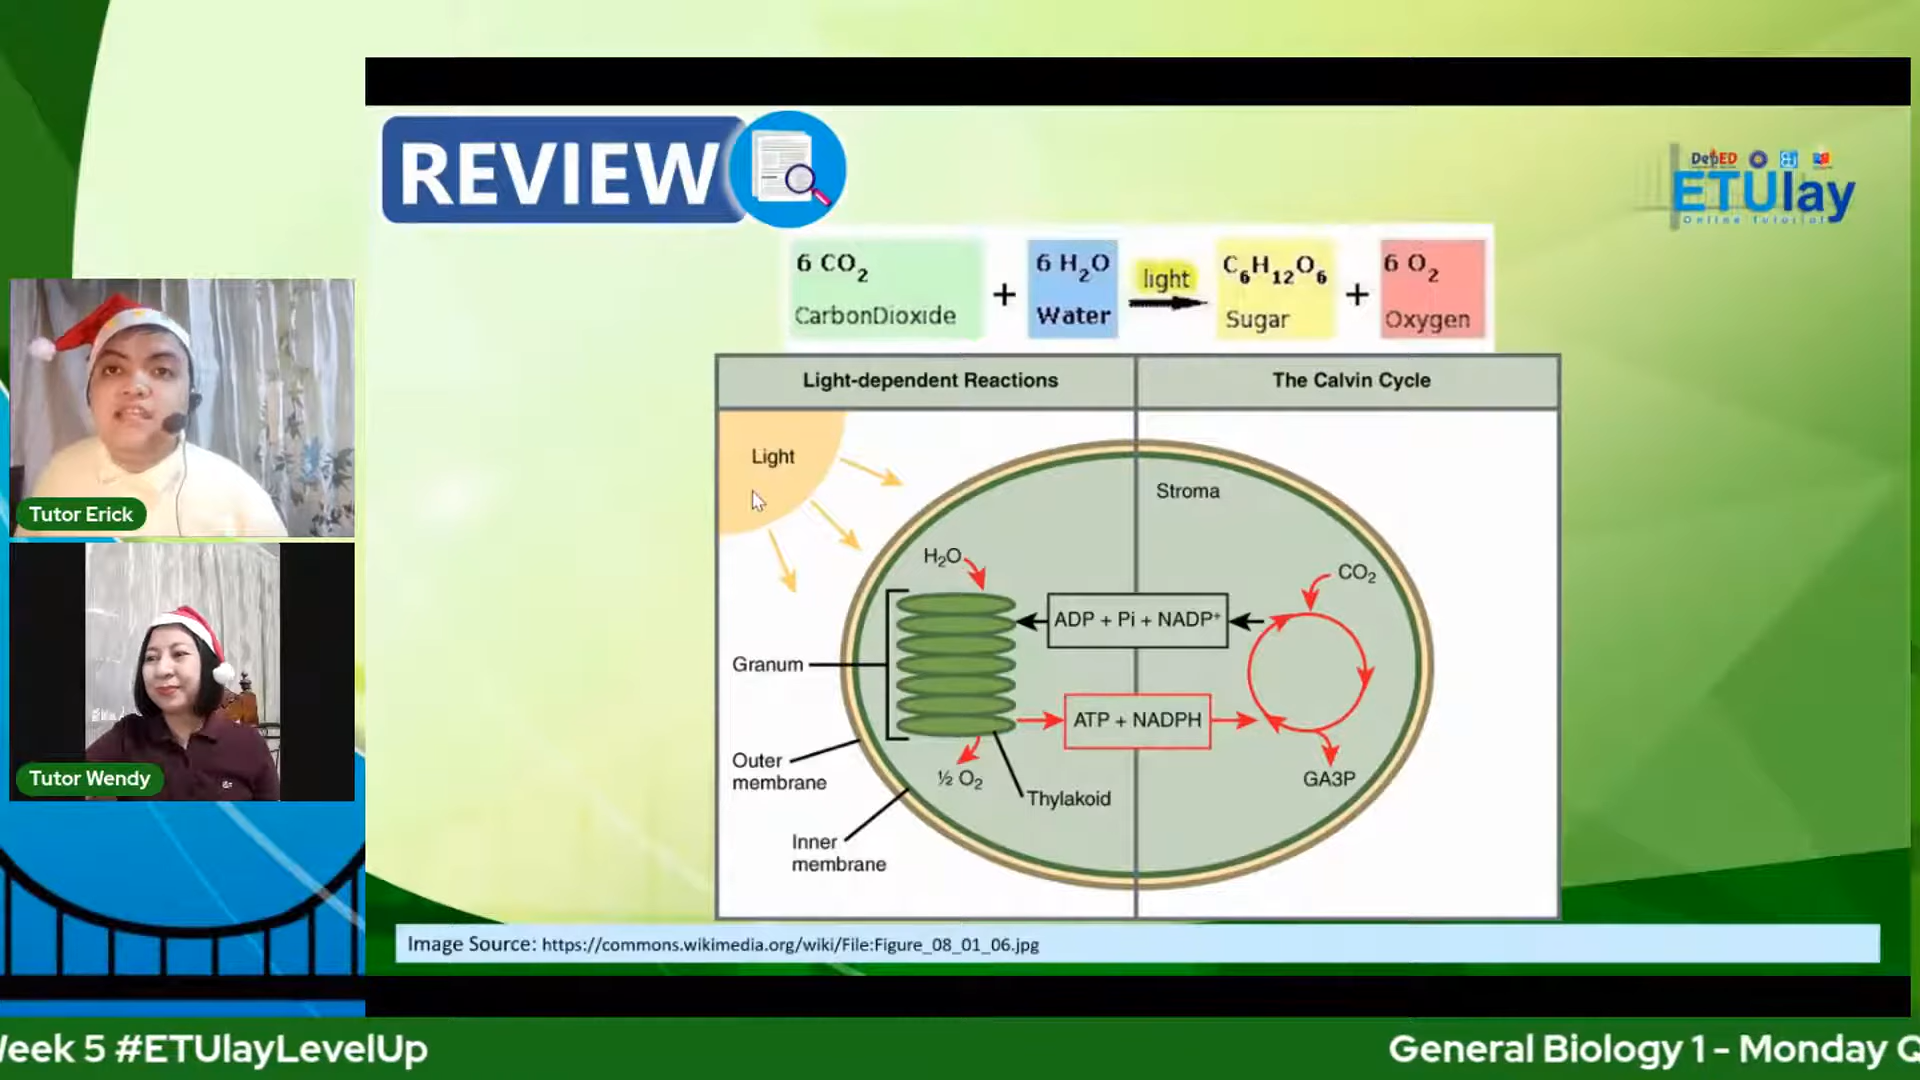 REVIEW
DepED
ETUlay
Online Tutorial
6 CO2
CarbonDioxide
+
6 H2O
Water
light
C6H12O6
Sugar
+
6 O2
Oxygen
Light-dependent Reactions
The Calvin Cycle
Light
Stroma
H2O
CO2
ADP + Pi + NADP+
Granum
ATP + NADPH
Outer
membrane
½ O2
Thylakoid
GA3P
Inner
membrane
Tutor Erick
Tutor Wendy
Image Source: https://commons.wikimedia.org/wiki/File:Figure_08_01_06.jpg
Week 5 #ETUlayLevelUp
General Biology 1 - Monday Q